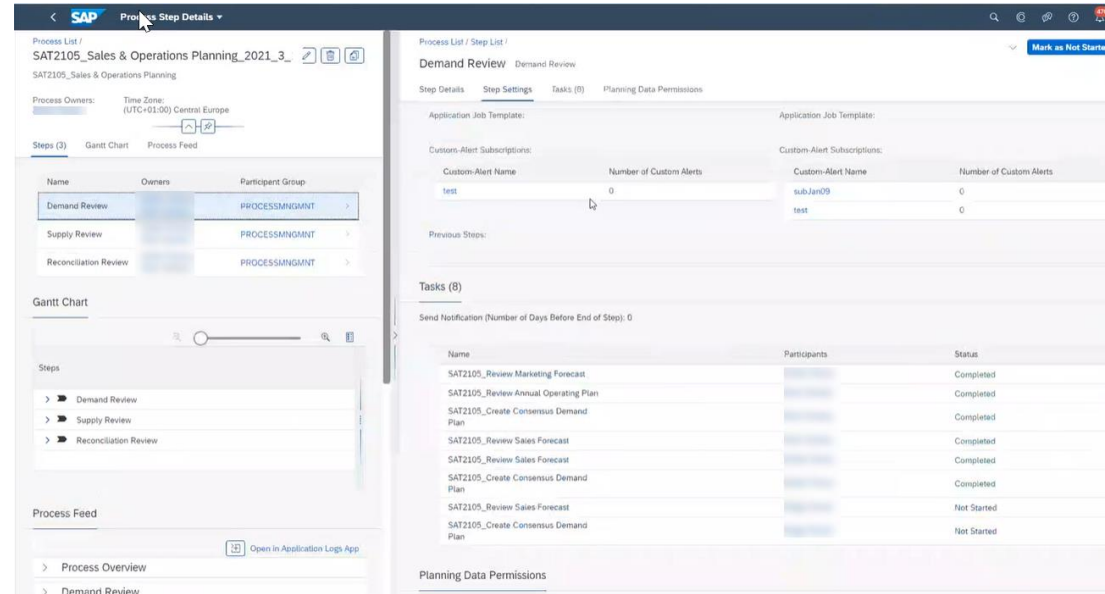 SAP Process Step Details
Process List /
SAT2105_Sales & Operations Planning_2021_3_
SAT2105_Sales & Operations Planning
Process Owners: Time Zone:
(UTC+01:00) Central Europe
Steps (3) Gantt Chart Process Feed
Name Owners Participant Group
Demand Review PROCESSMNGMNT
Supply Review PROCESSMNGMNT
Reconciliation Review PROCESSMNGMNT
Gantt Chart
Steps
Demand Review
Supply Review
Reconciliation Review
Process Feed
Open in Application Logs App
Process Overview
Demand Review
Process List / Step List /
Mark as Not Starte
Demand Review Demand Review
Step Details Step Settings Tasks (8) Planning Data Permissions
Application Job Template: Application Job Template:
Custom-Alert Subscriptions: Custom-Alert Subscriptions:
Custom-Alert Name Number of Custom Alerts Custom-Alert Name Number of Custom Alerts
test 0 subJan09 0
test 0
Previous Steps:
Tasks (8)
Send Notification (Number of Days Before End of Step): 0
Name Participants Status
SAT2105_Review Marketing Forecast Completed
SAT2105_Review Annual Operating Plan Completed
SAT2105_Create Consensus Demand
Plan Completed
SAT2105_Review Sales Forecast Completed
SAT2105_Review Sales Forecast Completed
SAT2105_Create Consensus Demand
Plan Completed
SAT2105_Review Sales Forecast Not Started
SAT2105_Create Consensus Demand
Plan Not Started
Planning Data Permissions